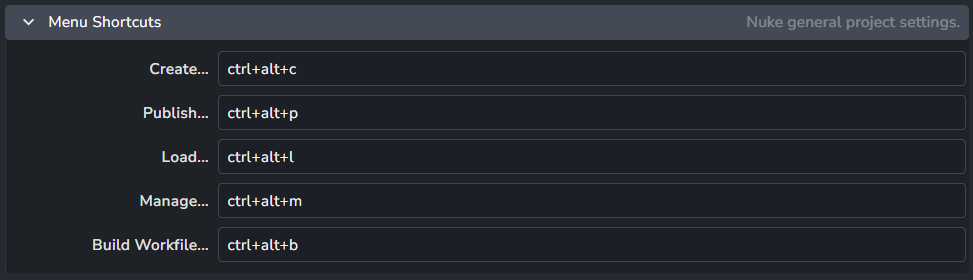 Menu Shortcuts Nuke general project settings.
Create... ctrl+alt+c
Publish... ctrl+alt+p
Load... ctrl+alt+l
Manage... ctrl+alt+m
Build Workfile... ctrl+alt+b